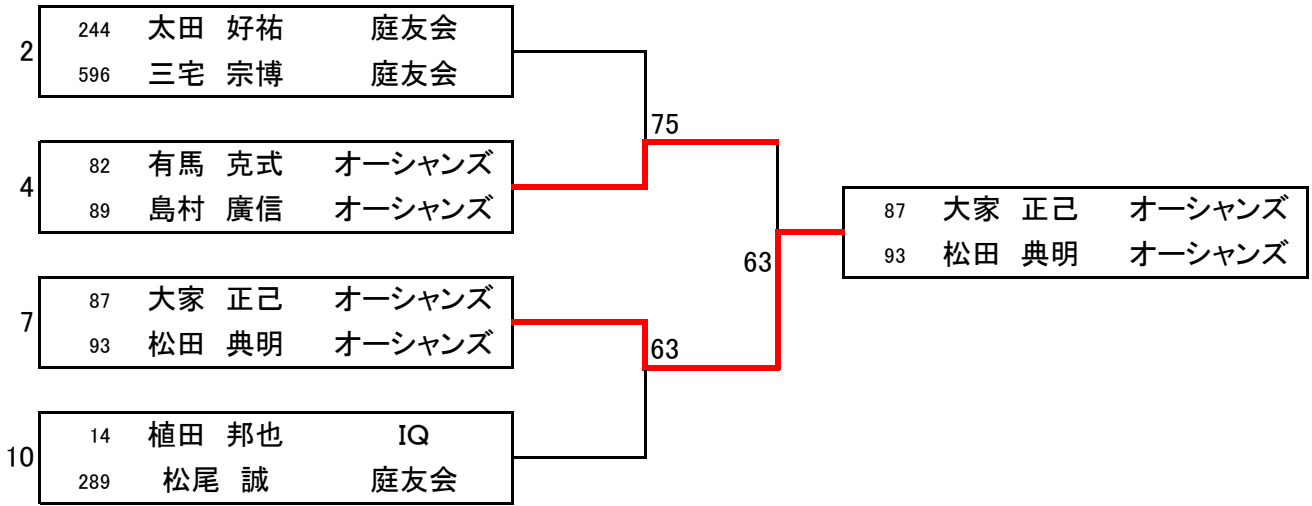 2
244 太田 好祐 庭友会
596 三宅 宗博 庭友会
75
4
82 有馬 克式 オーシャンズ
89 島村 廣信 オーシャンズ
87 大家 正己 オーシャンズ
93 松田 典明 オーシャンズ
63
7
87 大家 正己 オーシャンズ
93 松田 典明 オーシャンズ
63
10
14 植田 邦也 IQ
289 松尾 誠 庭友会